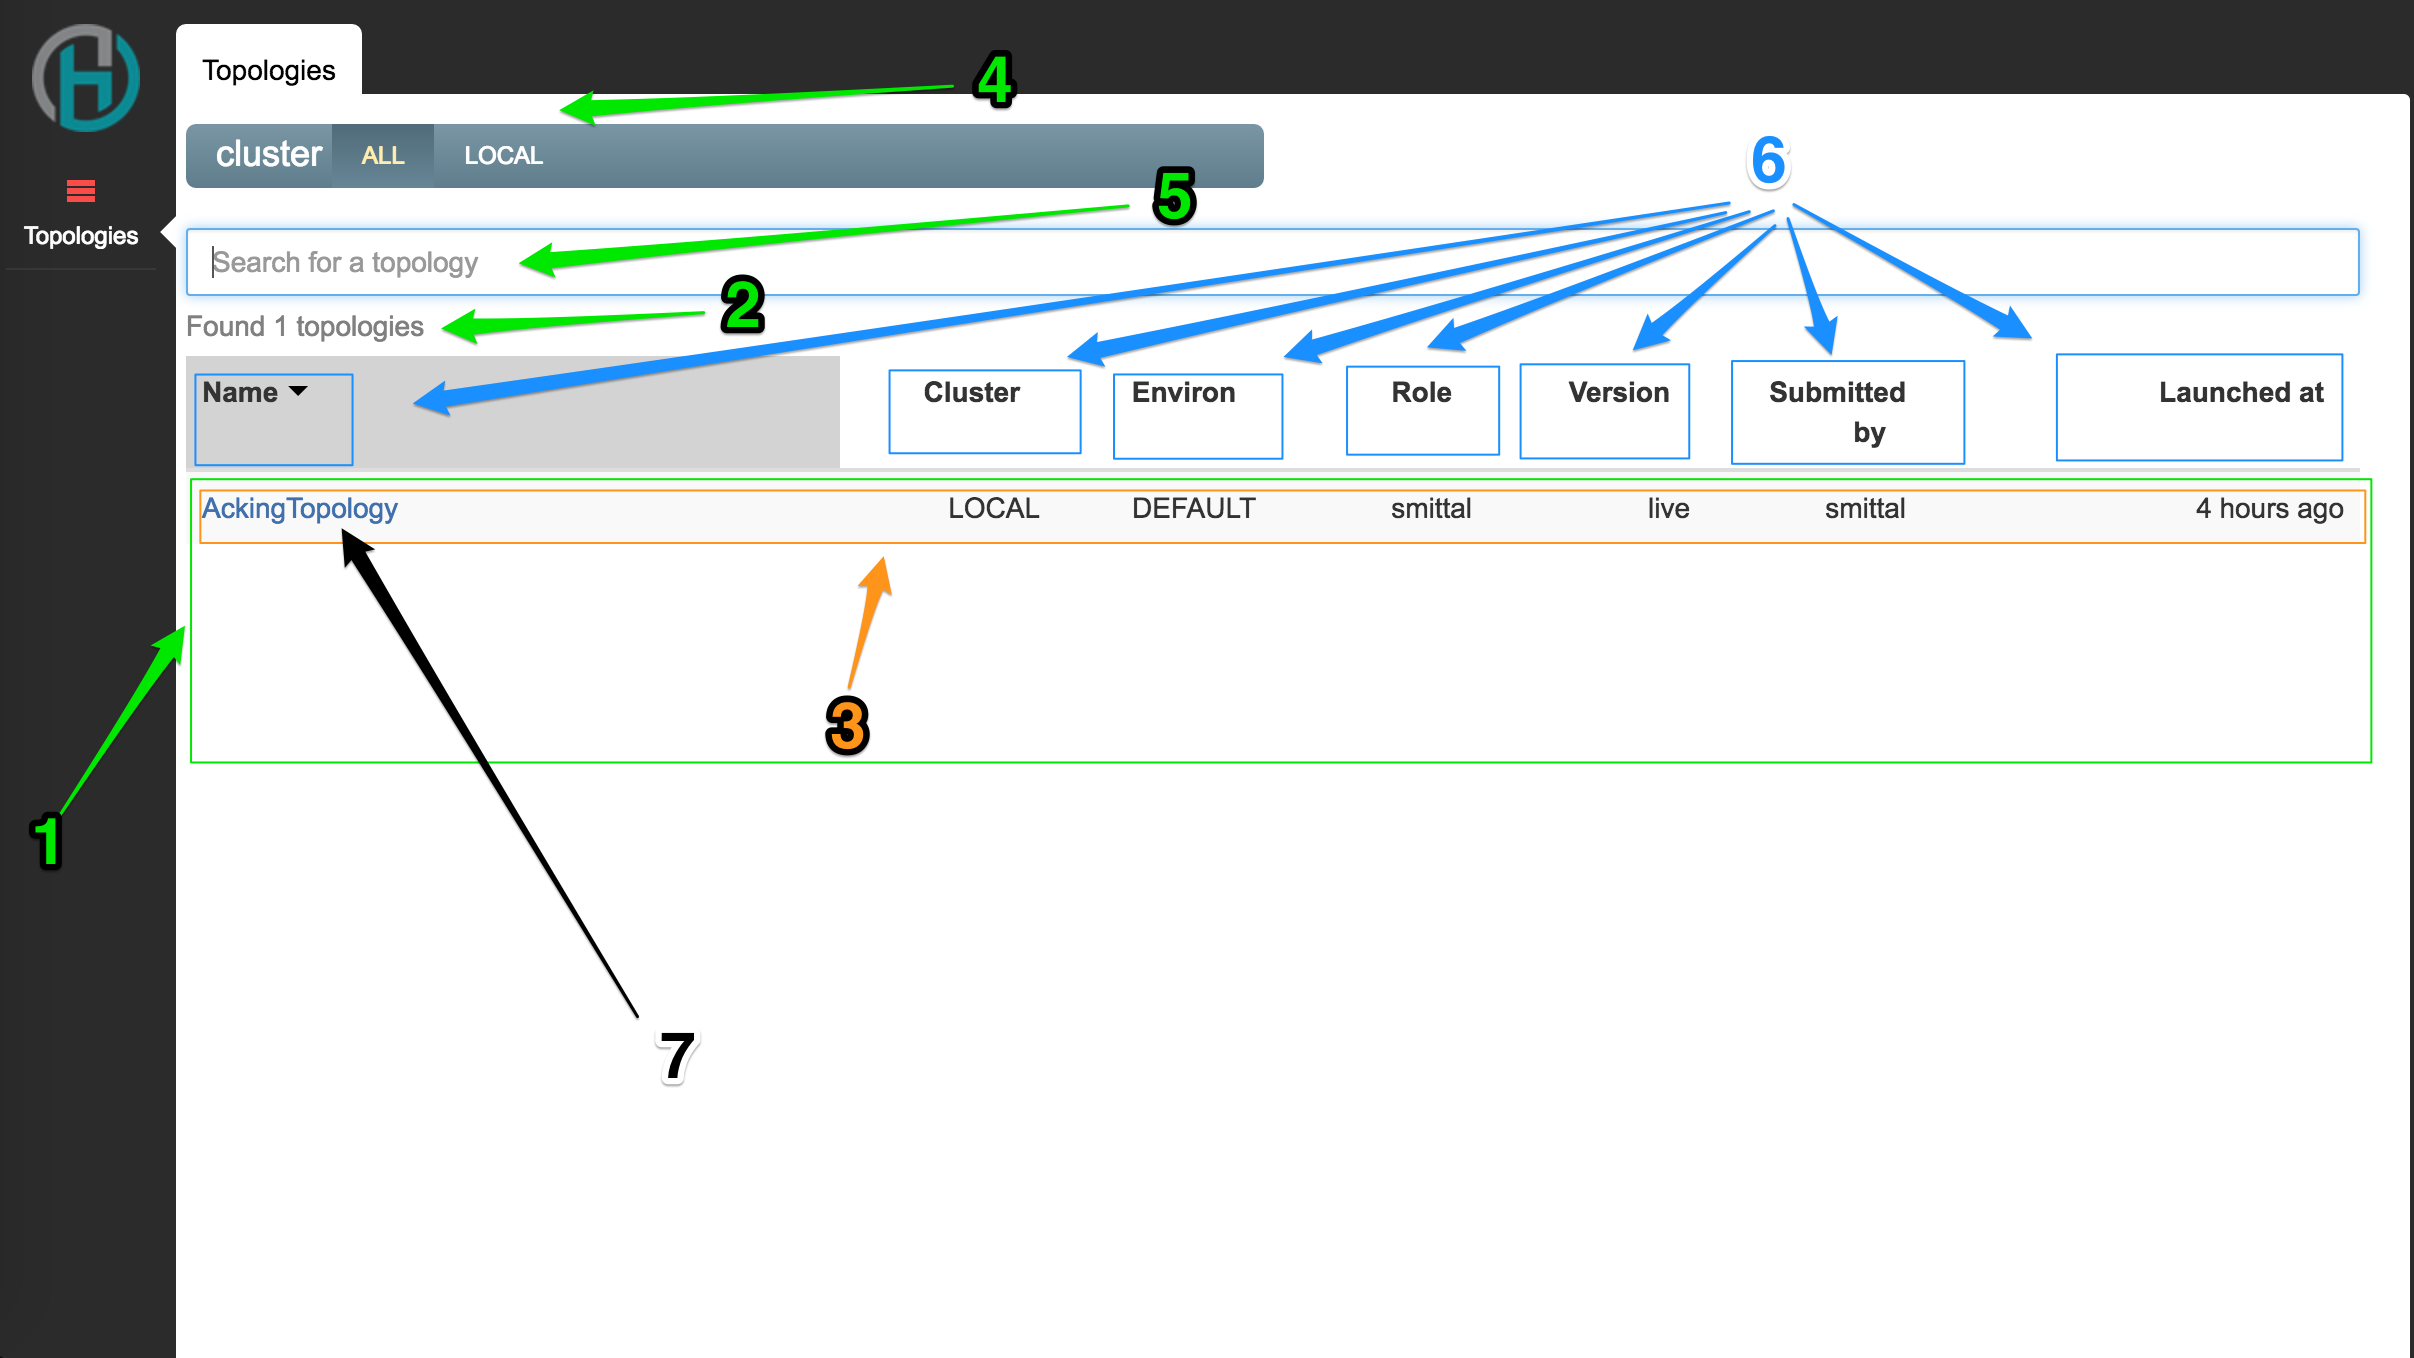 Topologies
4
cluster ALL LOCAL
6
5
Topologies
Search for a topology
2
Found 1 topologies
Name Cluster Environ Role Version Submitted by Launched at
AckingTopology LOCAL DEFAULT smittal live smittal 4 hours ago
3
1
7